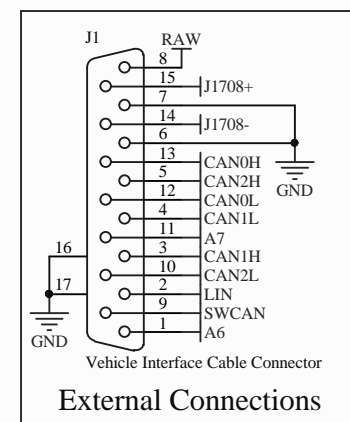 J1
RAW
8
15 J1708+
7
14 J1708-
6
13 CAN0H
5 CAN2H
GND
12 CAN0L
4 CAN1L
11 A7
16
3 CAN1H
10 CAN2L
17
2 LIN
9 SWCAN
GND
1 A6
Vehicle Interface Cable Connector
External Connections